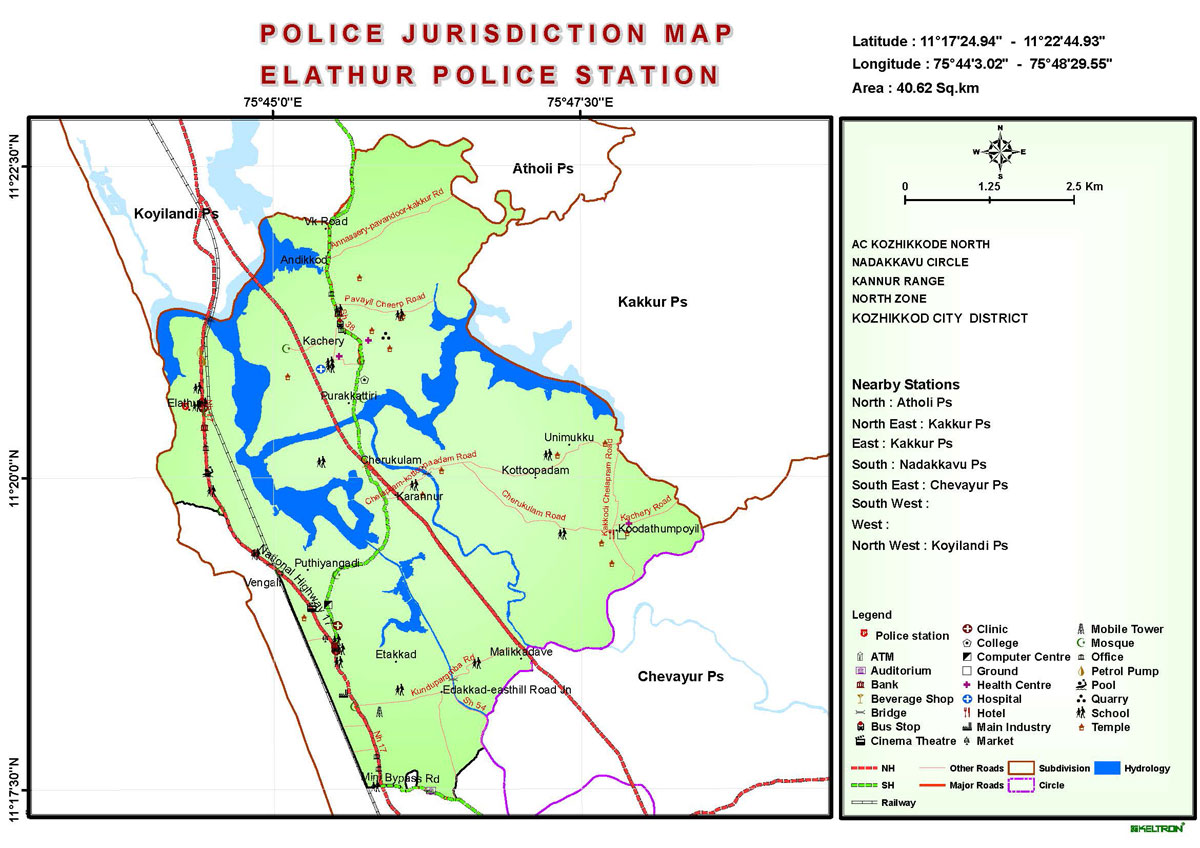 POLICE JURISDICTION MAP
ELATHUR POLICE STATION
Latitude : 11°17'24.94" - 11°22'44.93"
Longitude : 75°44'3.02" - 75°48'29.55"
Area : 40.62 Sq.km
75°45'0"E
75°47'30"E
11°22'30"N
11°20'0"N
11°17'30"N
Atholi Ps
Koyilandi Ps
Vk Road
Annaaery-pavandoor-kakkur Rd
Andikkod
Kakkur Ps
Pavayil Cheerp Road
38
Kachery
Purakkattiri
Elathur
Unimukku
Cherukulam
Chelapram-kottoopaadam Road
Kottoopadam
Karannur
Cherukulam Road
Kakkodi Chelapram Road
Kachery Road
Koodathumpoyil
National Highway 17
Puthiyangadi
Vengali
Etakkad
Malikkadave
Kunduparamba Rd
Edakkad-easthill Road Jn
Sh 54
Chevayur Ps
Nh 17
Mini Bypass Rd
N
W
E
S
0 1.25 2.5 Km
AC KOZHIKKODE NORTH
NADAKKAVU CIRCLE
KANNUR RANGE
NORTH ZONE
KOZHIKKOD CITY DISTRICT
Nearby Stations
North : Atholi Ps
North East : Kakkur Ps
East : Kakkur Ps
South : Nadakkavu Ps
South East : Chevayur Ps
South West :
West :
North West : Koyilandi Ps
Legend
Police station
ATM
Auditorium
Bank
Beverage Shop
Bridge
Bus Stop
Cinema Theatre
Clinic
College
Computer Centre
Ground
Health Centre
Hospital
Hotel
Main Industry
Market
Mobile Tower
Mosque
Office
Petrol Pump
Pool
Quarry
School
Temple
NH
SH
Railway
Other Roads
Major Roads
Subdivision
Circle
Hydrology
KELTRON